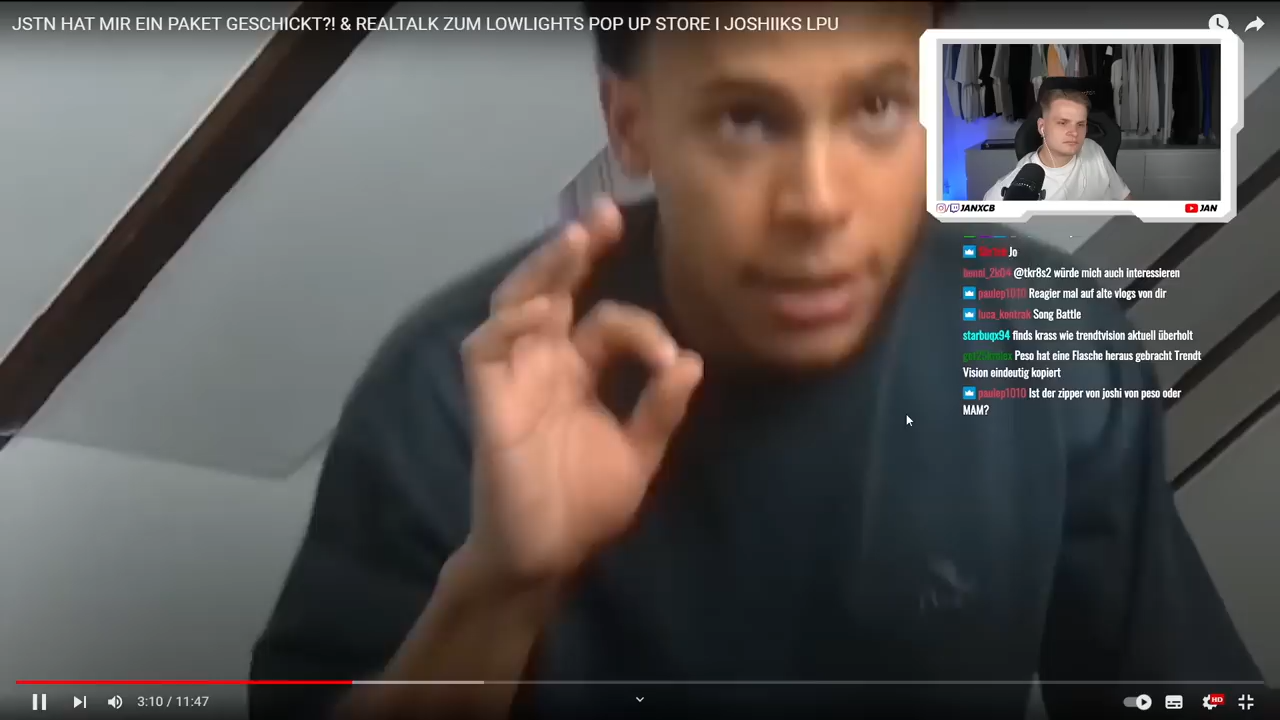 JSTN HAT MIR EIN PAKET GESCHICKT?! & REALTALK ZUM LOWLIGHTS POP UP STORE I JOSHIIKS LPU
JANXCB
JAN
Jo
@tkr8s2 würde mich auch interessieren
paulep1010 Reagier mal auf alte vlogs von dir
luca_kontrak Song Battle
starbuqx94 finds krass wie trendtvision aktuell überholt
Peso hat eine Flasche heraus gebracht Trendt
Vision eindeutig kopiert
paulep1010 Ist der zipper von joshi von peso oder
MAM?
3:10 / 11:47
HD